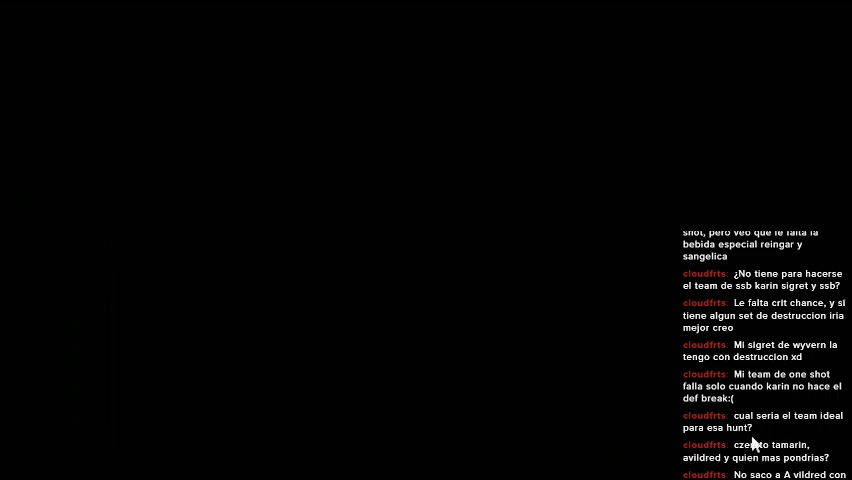 shot, pero veo que le falta la
bebida especial reingar y
sangelica
cloudfrts: ¿No tiene para hacerse
el team de ssb karin sigret y ssb?
cloudfrts: Le falta crit chance, y si
tiene algun set de destruccion iria
mejor creo
cloudfrts: Mi sigret de wyvern la
tengo con destruccion xd
cloudfrts: Mi team de one shot
falla solo cuando karin no hace el
def break:(
cloudfrts: cual seria el team ideal
para esa hunt?
cloudfrts: tamarin,
avildred y quien mas pondrias?
cloudfrts: No saco a A vildred con